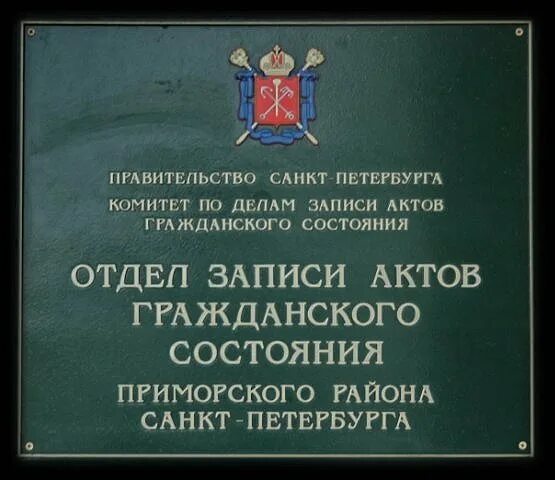 ПРАВИТЕЛЬСТВО САНКТ-ПЕТЕРБУРГА
КОМИТЕТ ПО ДЕЛАМ ЗАПИСИ АКТОВ
ГРАЖДАНСКОГО СОСТОЯНИЯ
ОТДЕЛ ЗАПИСИ АКТОВ
ГРАЖДАНСКОГО
СОСТОЯНИЯ
ПРИМОРСКОГО РАЙОНА
САНКТ-ПЕТЕРБУРГА